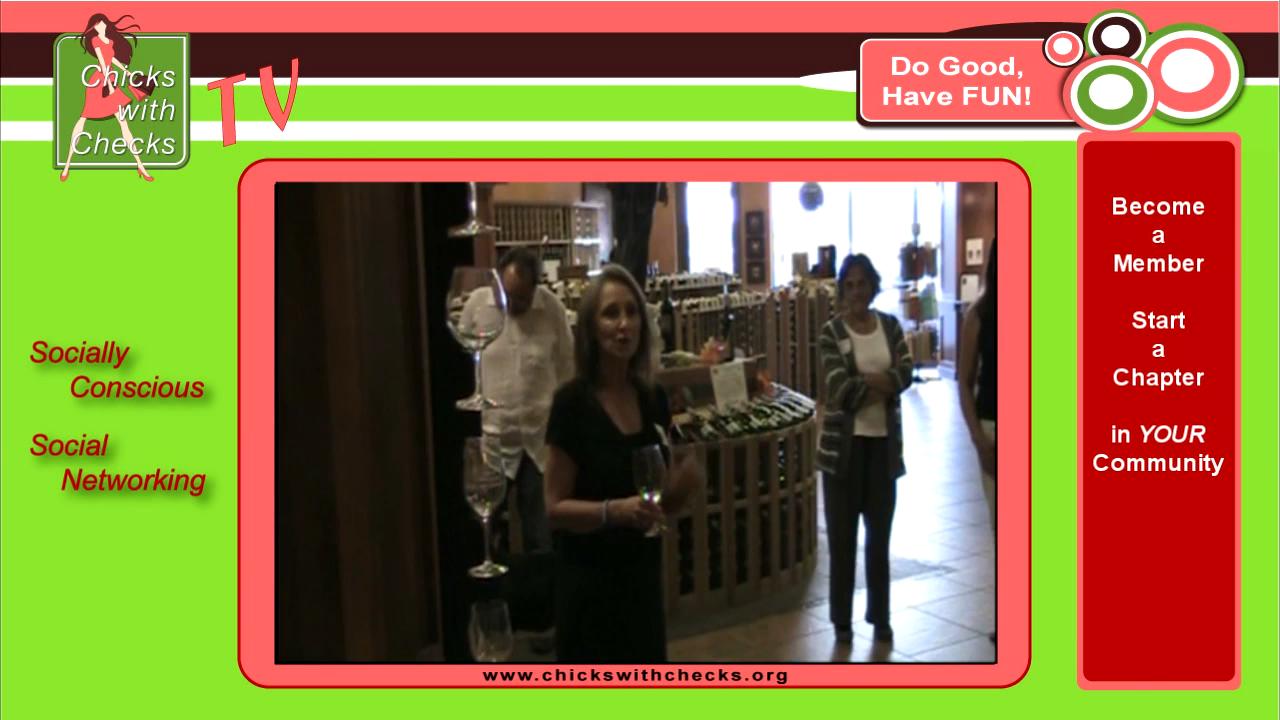 Chicks
with
Checks
TV
Do Good,
Have FUN!
Become
a
Member
Start
a
Chapter
in YOUR
Community
Socially
Conscious
Social
Networking
www.chickswithchecks.org